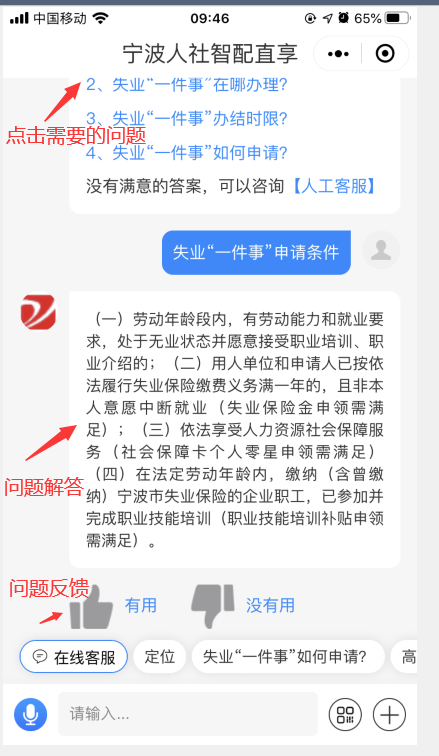 中国移动 09:46 65%
宁波人社智配直享
2、失业“一件事”在哪办理?
3、失业“一件事”办结时限?
点击需要的问题
4、失业“一件事”如何申请?
没有满意的答案，可以咨询【人工客服】
失业“一件事”申请条件
（一）劳动年龄段内，有劳动能力和就业要
求，处于无业状态并愿意接受职业培训、职
业介绍的；（二）用人单位和申请人已按依
法履行失业保险缴费义务满一年的，且非本
人意愿中断就业（失业保险金申领需满
足）；（三）依法享受人力资源社会保障服
务（社会保障卡个人零星申领需满足）
（四）在法定劳动年龄内，缴纳（含曾缴
问题解答
纳）宁波市失业保险的企业职工，已参加并
完成职业技能培训（职业技能培训补贴申领
需满足）。
问题反馈
有用 没有用
在线客服 定位 失业“一件事”如何申请? 高
请输入...